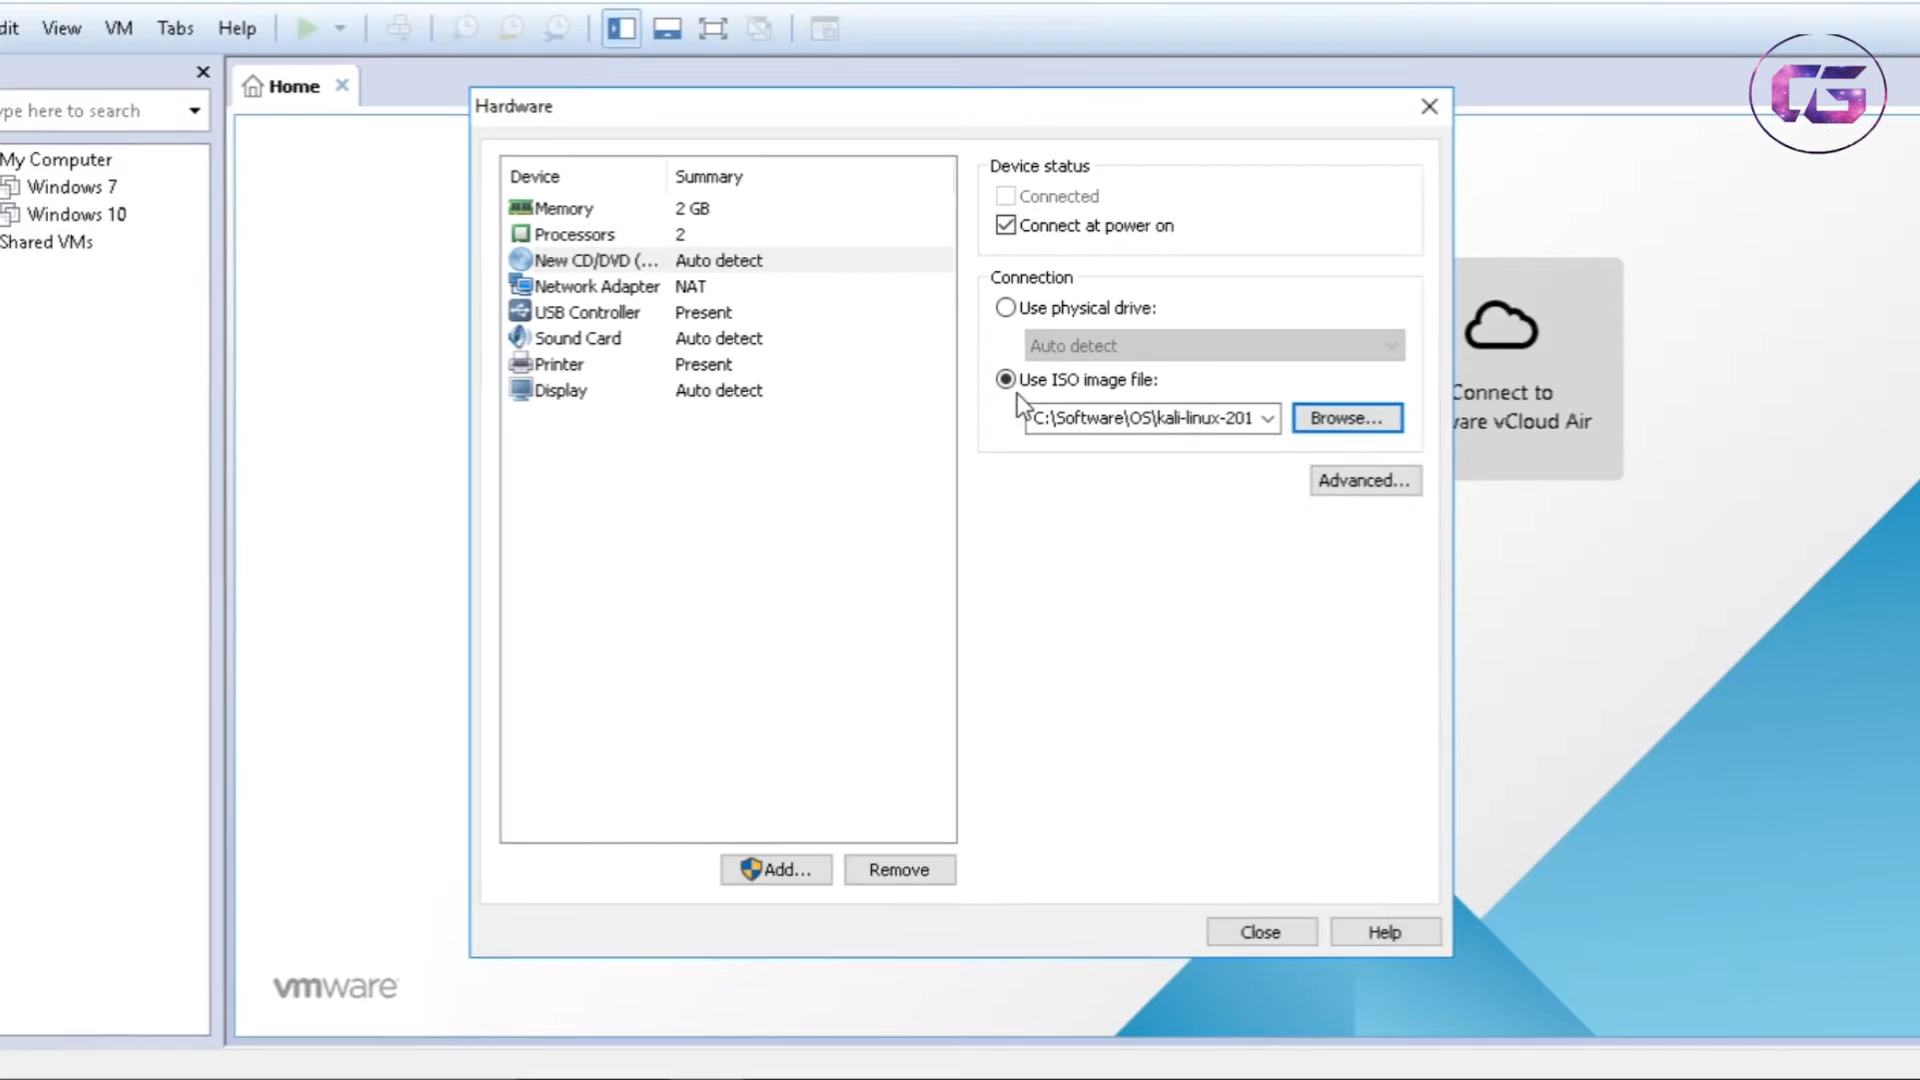 dit View VM Tabs Help
ype here to search
Home
My Computer
Windows 7
Windows 10
Shared VMs
Hardware
Device Summary
Memory 2 GB
Processors 2
New CD/DVD (... Auto detect
Network Adapter NAT
USB Controller Present
Sound Card Auto detect
Printer Present
Display Auto detect
Add...
Remove
Device status
Connected
Connect at power on
Connection
Use physical drive:
Auto detect
Use ISO image file:
C:\Software\OS\kali-linux-201
Browse...
Advanced...
Close
Help
Connect to
are vCloud Air
vmware
CG